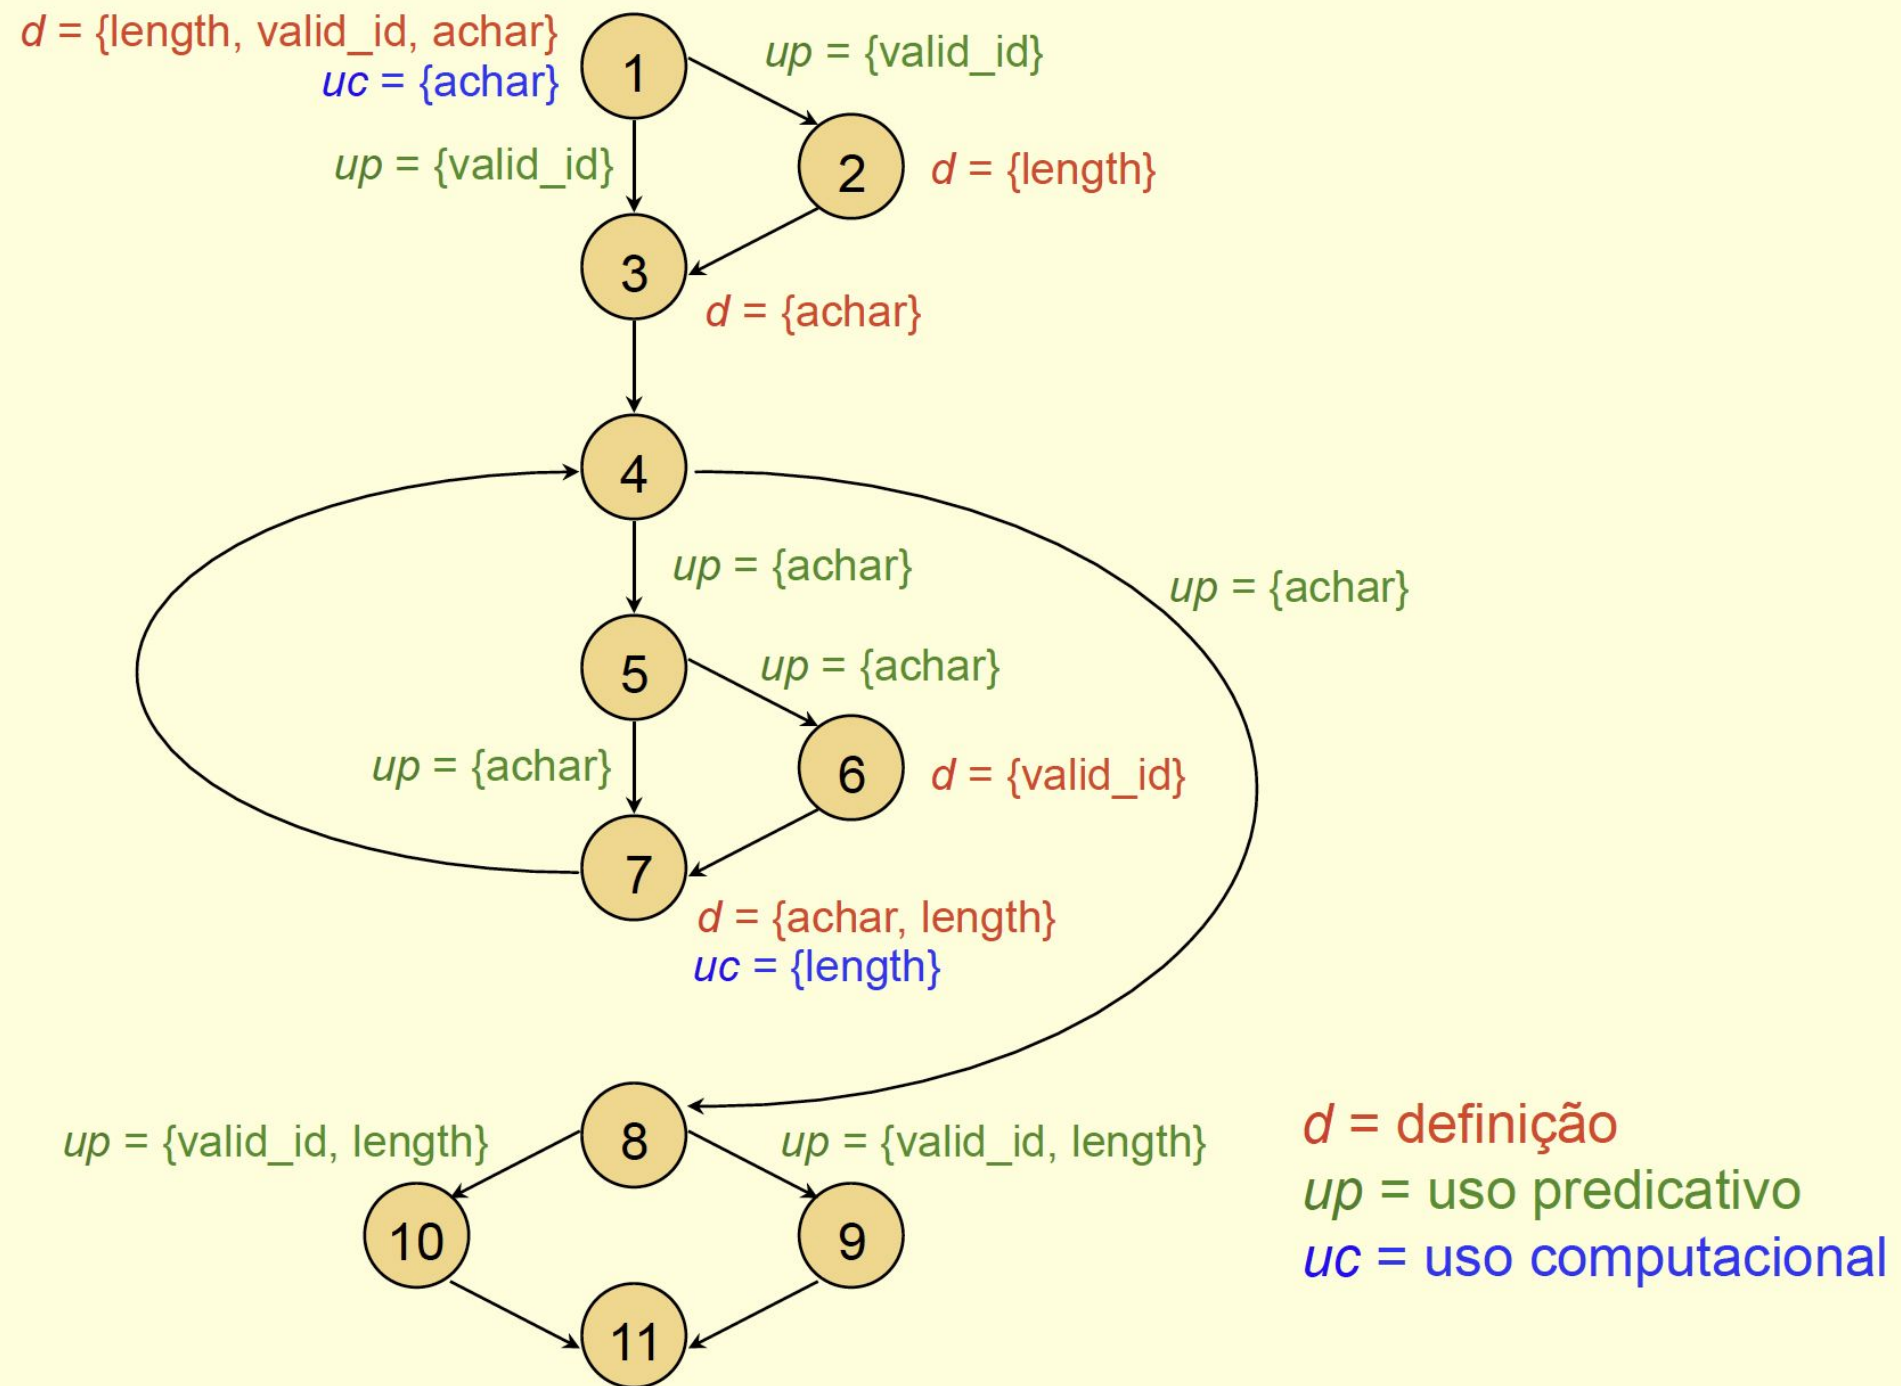 d = {length, valid_id, achar}
uc = {achar}
1
up = {valid_id}
up = {valid_id}
2
d = {length}
3
d = {achar}
4
up = {achar}
up = {achar}
5
up = {achar}
up = {achar}
6
d = {valid_id}
7
d = {achar, length}
uc = {length}
up = {valid_id, length}
8
up = {valid_id, length}
10
9
11
d = definição
up = uso predicativo
uc = uso computacional